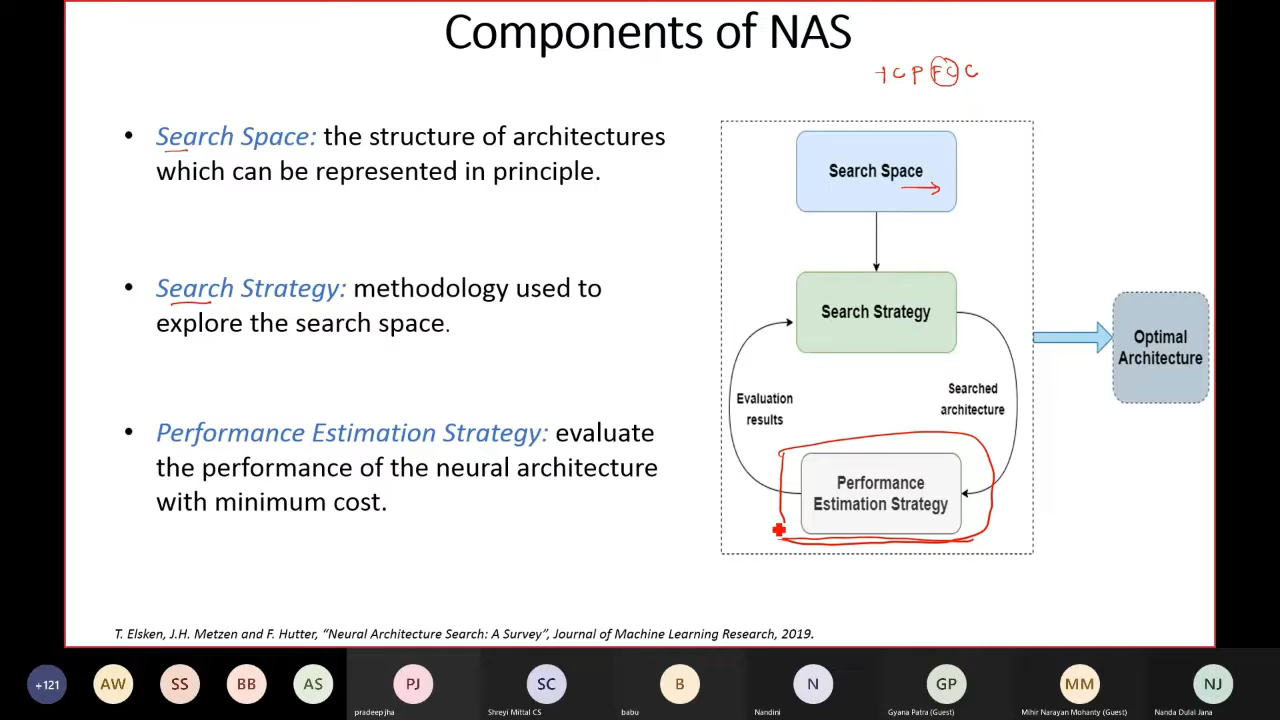 Components of NAS
C P FC C
• Search Space: the structure of architectures
which can be represented in principle.
• Search Strategy: methodology used to
explore the search space.
• Performance Estimation Strategy: evaluate
the performance of the neural architecture
with minimum cost.
Search Space
Search Strategy
Evaluation
results
Searched
architecture
Performance
Estimation Strategy
Optimal
Architecture
T. Elsken, J.H. Metzen and F. Hutter, “Neural Architecture Search: A Survey”, Journal of Machine Learning Research, 2019.
+121 AW SS BB AS PJ SC B N GP MM NJ
pradeep jha Shreyi Mittal CS babu Nandini Gyana Patra (Guest) Mihir Narayan Mohanty (Guest) Nanda Dulal Jana